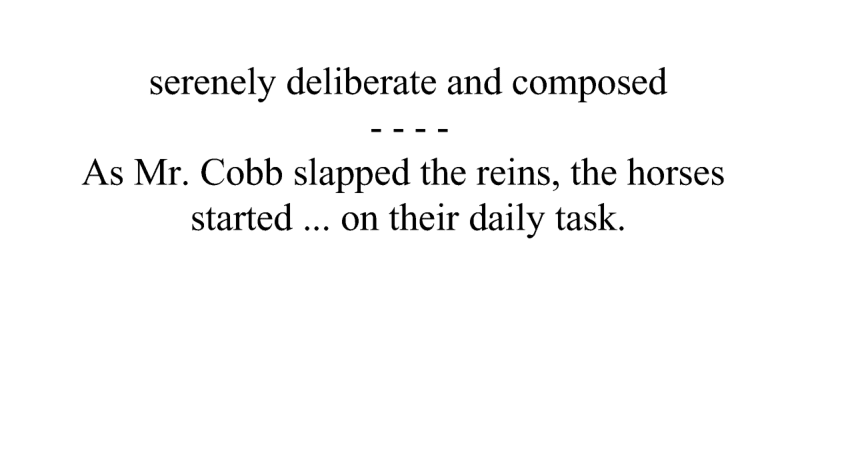 serenely deliberate and composed
- - - -
As Mr. Cobb slapped the reins, the horses
started ... on their daily task.